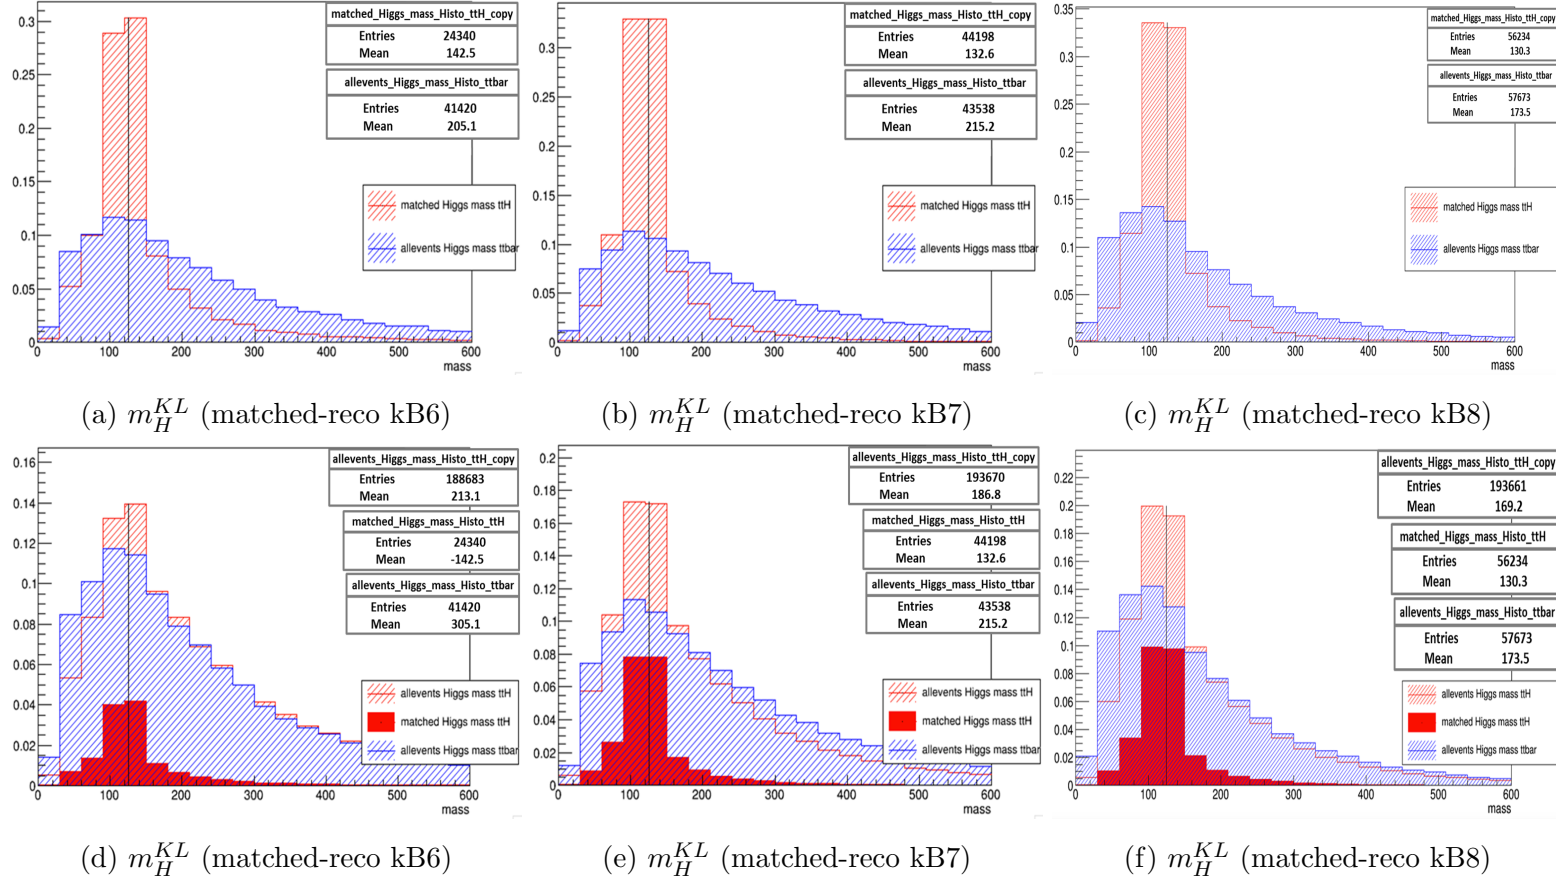 matched_Higgs_mass_Histo_ttH_copy
Entries 24340
Mean 142.5
allevents_Higgs_mass_Histo_ttbar
Entries 41420
Mean 205.1
matched Higgs mass ttH
allevents Higgs mass ttbar
0.3
0.25
0.2
0.15
0.1
0.05
0
0 100 200 300 400 500 600
mass
(a) m_H^{KL} (matched-reco kB6)
matched_Higgs_mass_Histo_ttH_copy
Entries 44198
Mean 132.6
allevents_Higgs_mass_Histo_ttbar
Entries 43538
Mean 215.2
matched Higgs mass ttH
allevents Higgs mass ttbar
0.3
0.25
0.2
0.15
0.1
0.05
0
0 100 200 300 400 500 600
mass
(b) m_H^{KL} (matched-reco kB7)
matched_Higgs_mass_Histo_ttH_copy
Entries 56234
Mean 130.3
allevents_Higgs_mass_Histo_ttbar
Entries 57673
Mean 173.5
matched Higgs mass ttH
allevents Higgs mass ttbar
0.35
0.3
0.25
0.2
0.15
0.1
0.05
0
0 100 200 300 400 500 600
mass
(c) m_H^{KL} (matched-reco kB8)
allevents_Higgs_mass_Histo_ttH_copy
Entries 188683
Mean 213.1
matched_Higgs_mass_Histo_ttH
Entries 24340
Mean -142.5
allevents_Higgs_mass_Histo_ttbar
Entries 41420
Mean 305.1
allevents Higgs mass ttH
matched Higgs mass ttH
allevents Higgs mass ttbar
0.16
0.14
0.12
0.1
0.08
0.06
0.04
0.02
0
0 100 200 300 400 500 600
mass
(d) m_H^{KL} (matched-reco kB6)
allevents_Higgs_mass_Histo_ttH_copy
Entries 193670
Mean 186.8
matched_Higgs_mass_Histo_ttH
Entries 44198
Mean 132.6
allevents_Higgs_mass_Histo_ttbar
Entries 43538
Mean 215.2
allevents Higgs mass ttH
matched Higgs mass ttH
allevents Higgs mass ttbar
0.2
0.18
0.16
0.14
0.12
0.1
0.08
0.06
0.04
0.02
0
0 100 200 300 400 500 600
mass
(e) m_H^{KL} (matched-reco kB7)
allevents_Higgs_mass_Histo_ttH_copy
Entries 193661
Mean 169.2
matched_Higgs_mass_Histo_ttH
Entries 56234
Mean 130.3
allevents_Higgs_mass_Histo_ttbar
Entries 57673
Mean 173.5
allevents Higgs mass ttH
matched Higgs mass ttH
allevents Higgs mass ttbar
0.22
0.2
0.18
0.16
0.14
0.12
0.1
0.08
0.06
0.04
0.02
0
0 100 200 300 400 500 600
mass
(f) m_H^{KL} (matched-reco kB8)